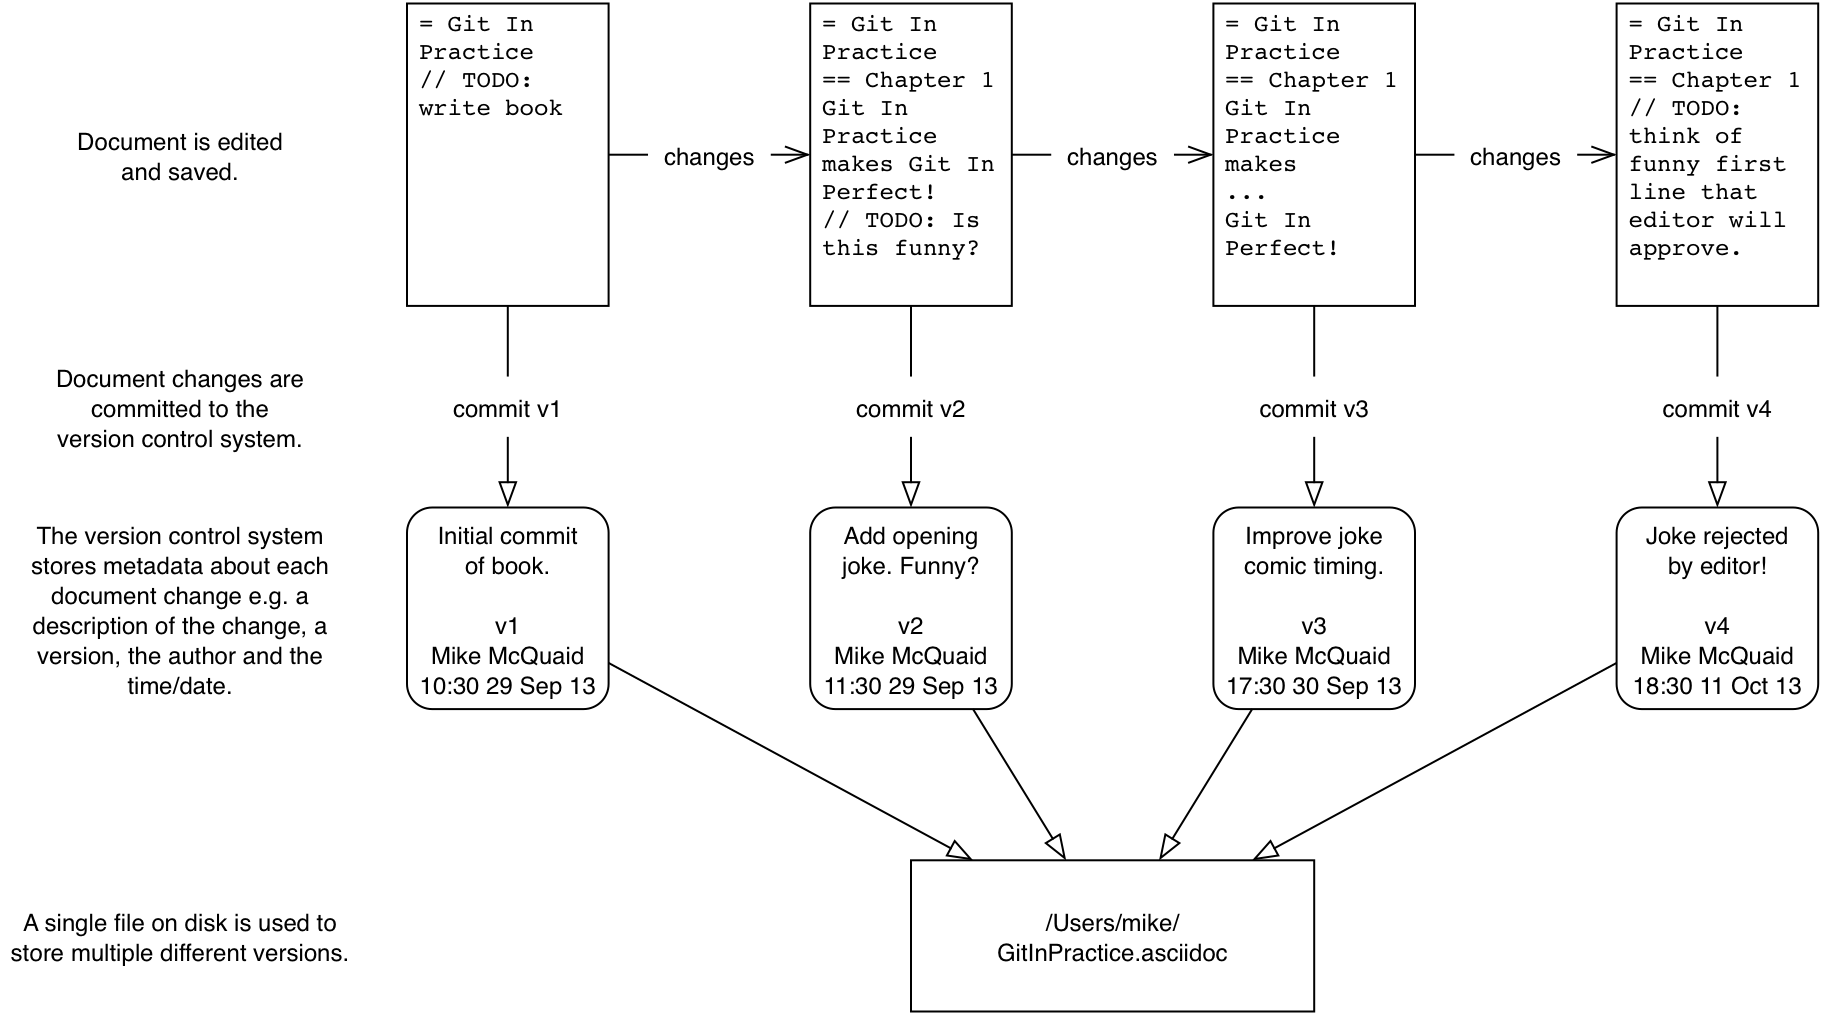 Document is edited
and saved.
= Git In
Practice
// TODO:
write book
changes
= Git In
Practice
== Chapter 1
Git In
Practice
makes Git In
Perfect!
// TODO: Is
this funny?
changes
= Git In
Practice
== Chapter 1
Git In
Practice
makes
...
Git In
Perfect!
changes
= Git In
Practice
== Chapter 1
// TODO:
think of
funny first
line that
editor will
approve.
Document changes are
committed to the
version control system.
commit v1
commit v2
commit v3
commit v4
The version control system
stores metadata about each
document change e.g. a
description of the change, a
version, the author and the
time/date.
Initial commit
of book.
v1
Mike McQuaid
10:30 29 Sep 13
Add opening
joke. Funny?
v2
Mike McQuaid
11:30 29 Sep 13
Improve joke
comic timing.
v3
Mike McQuaid
17:30 30 Sep 13
Joke rejected
by editor!
v4
Mike McQuaid
18:30 11 Oct 13
A single file on disk is used to
store multiple different versions.
/Users/mike/
GitInPractice.asciidoc